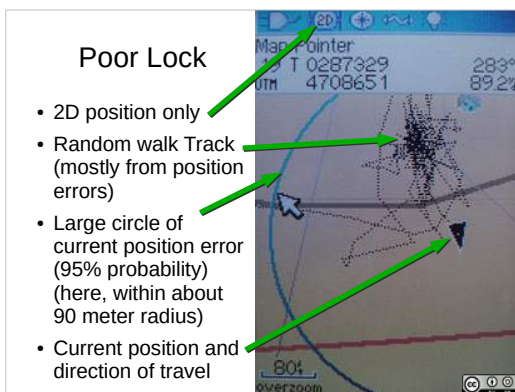 Poor Lock
• 2D position only
• Random walk Track
(mostly from position
errors)
• Large circle of
current position error
(95% probability)
(here, within about
90 meter radius)
• Current position and
direction of travel
2D
Map Pointer
19 T 0287329 283°
UTM 4708651 89.2
80
overzoom
cc